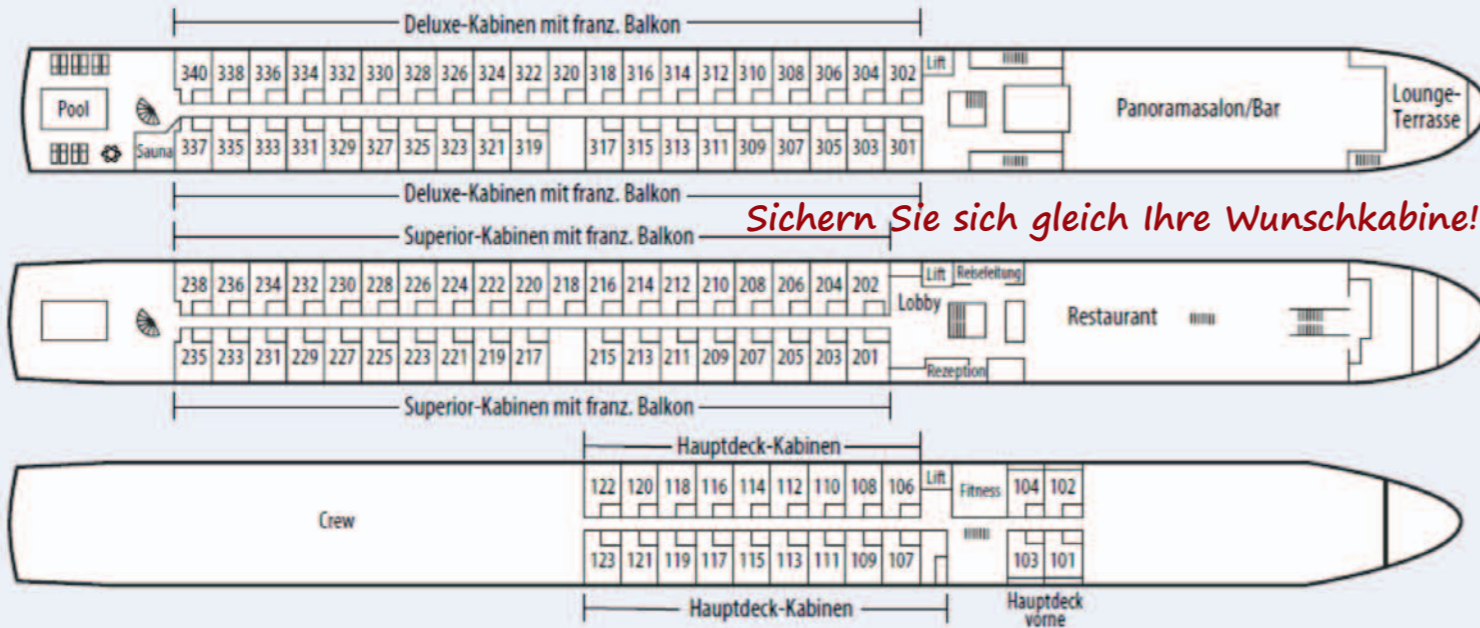 Deluxe-Kabinen mit franz. Balkon
340 338 336 334 332 330 328 326 324 322 320 318 316 314 312 310 308 306 304 302
Lift
Pool
Panoramasalon/Bar
Lounge-
Terrasse
Sauna
337 335 333 331 329 327 325 323 321 319 317 315 313 311 309 307 305 303 301
Deluxe-Kabinen mit franz. Balkon
Sichern Sie sich gleich Ihre Wunschkabine!
Superior-Kabinen mit franz. Balkon
238 236 234 232 230 228 226 224 222 220 218 216 214 212 210 208 206 204 202
Lift
Reiseleitung
Lobby
Restaurant
235 233 231 229 227 225 223 221 219 217 215 213 211 209 207 205 203 201
Rezeption
Superior-Kabinen mit franz. Balkon
Hauptdeck-Kabinen
122 120 118 116 114 112 110 108 106
Lift
Fitness
104 102
Crew
123 121 119 117 115 113 111 109 107
103 101
Hauptdeck-Kabinen
Hauptdeck
vorne